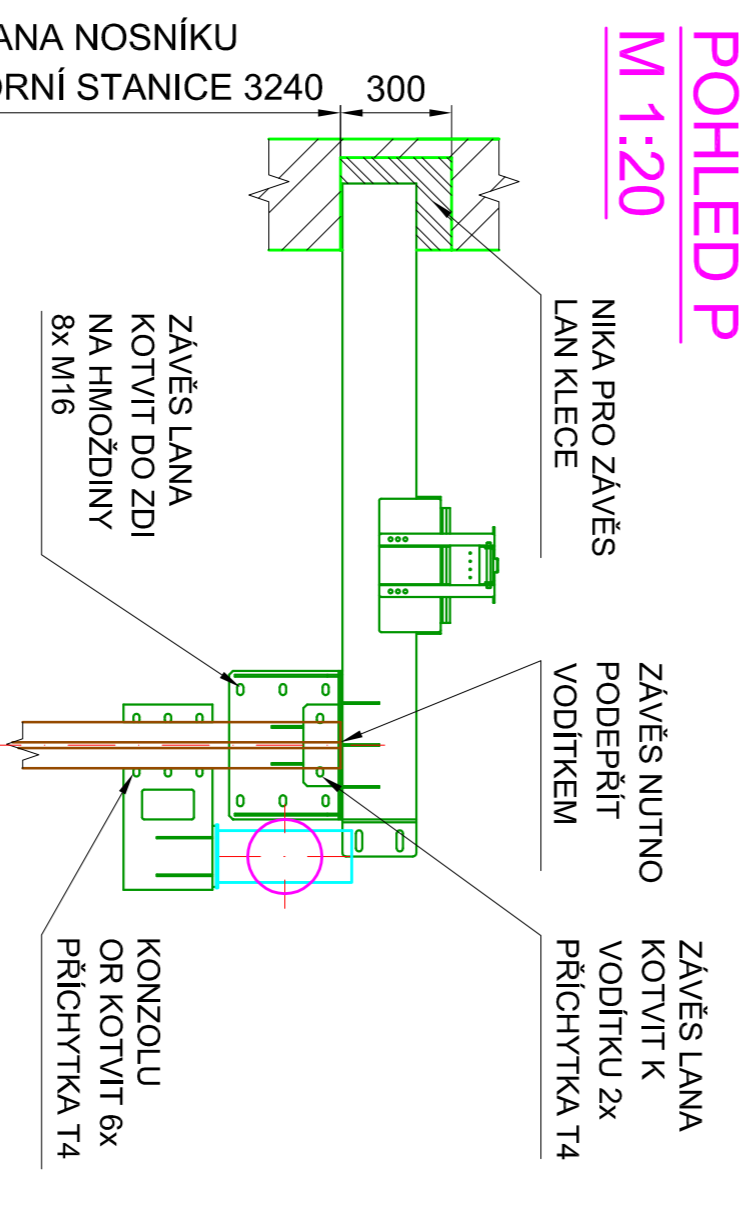 POHLED P
M 1:20
ANA NOSNÍKU
ORNÍ STANICE 3240
300
NIKA PRO ZÁVĚS
LAN KLECE
ZÁVĚS LANA
KOTVIT DO ZDI
NA HMOŽDINY
8x M16
ZÁVĚS NUTNO
PODEPŘÍT
VODÍTKEM
ZÁVĚS LANA
KOTVIT K
VODÍTKU 2x
PŘÍCHYTKA T4
KONZOLU
OR KOTVIT 6x
PŘÍCHYTKA T4